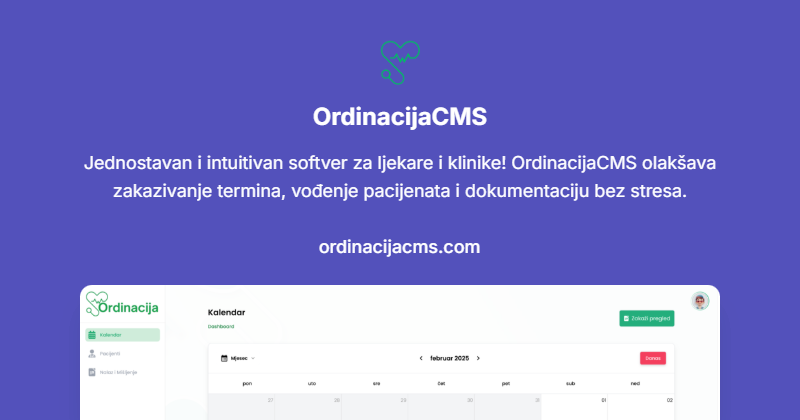 OrdinacijaCMS
Jednostavan i intuitivan softver za ljekare i klinike! OrdinacijaCMS olakšava
zakazivanje termina, vođenje pacijenata i dokumentaciju bez stresa.
ordinacijacms.com
Ordinacija
Kalendar
Dashboard
Zakaži pregled
Kalendar
Pacijenti
Nalaz i Mišljenje
Mjesec
februar 2025
Danas
pon uto sre čet pet sub ned
27 28 29 30 31 01 02